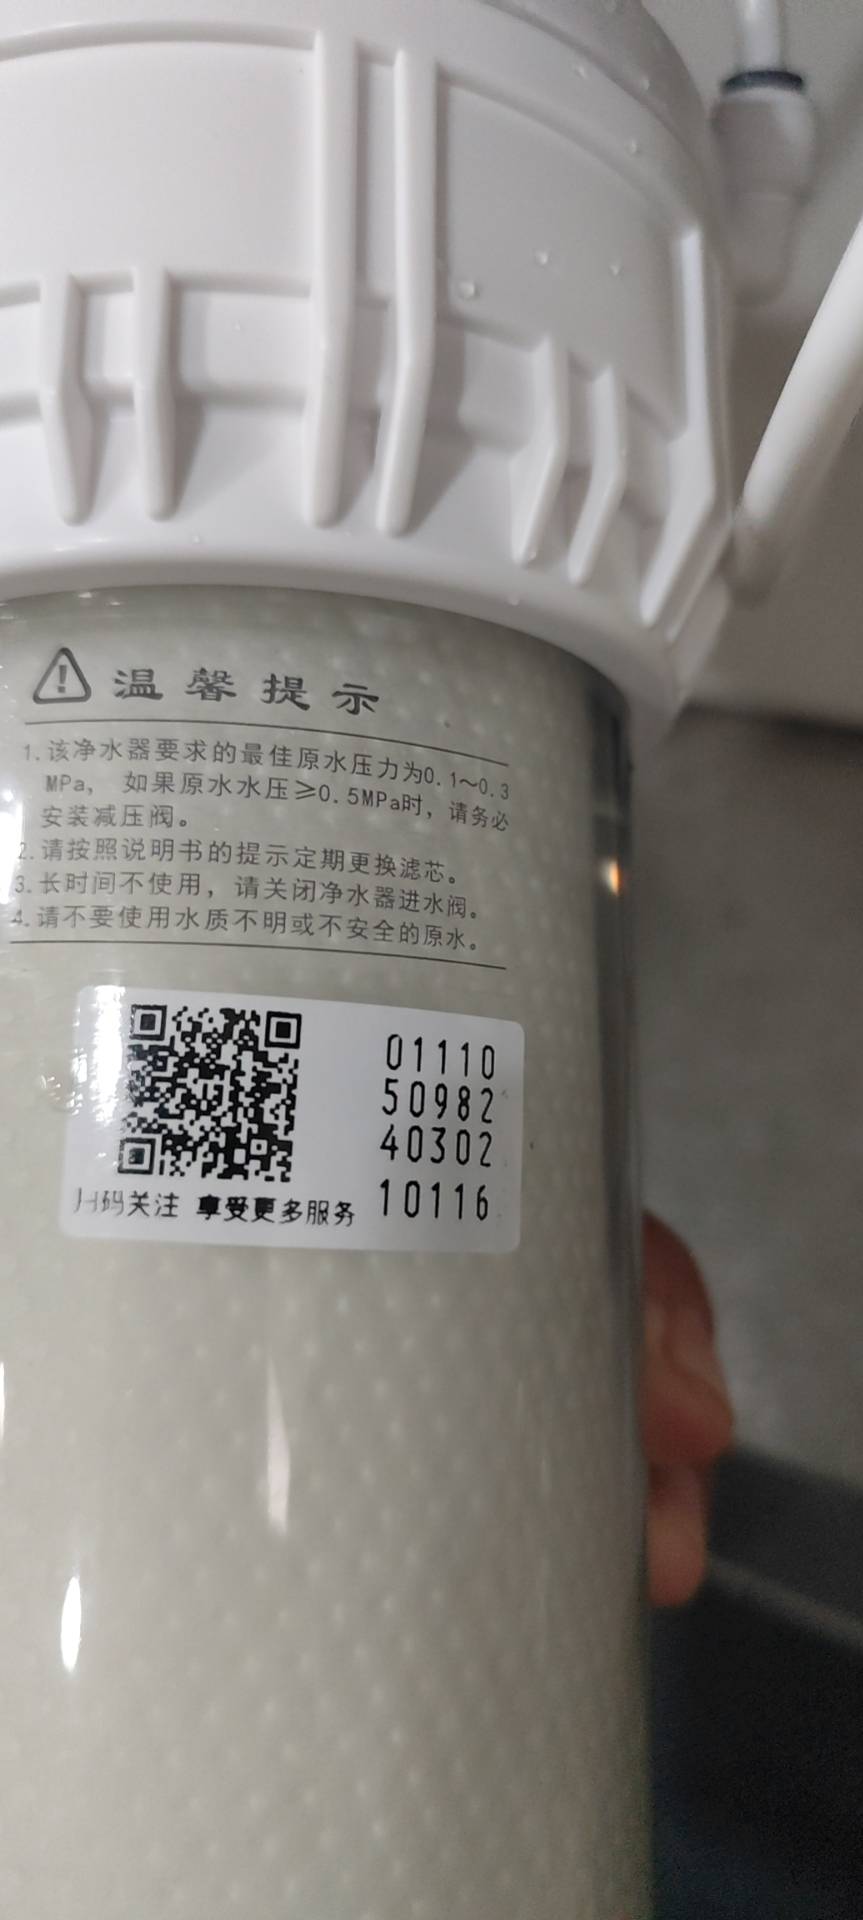 温馨提示
1.该净水器要求的最佳原水压力为0.1～0.3
MPa，如果原水水压≥0.5MPa时，请务必
安装减压阀。
2.请按照说明书的提示定期更换滤芯。
3.长时间不使用，请关闭净水器进水阀。
4.请不要使用水质不明或不安全的原水。
01110
50982
40302
10116
扫码关注 享受更多服务